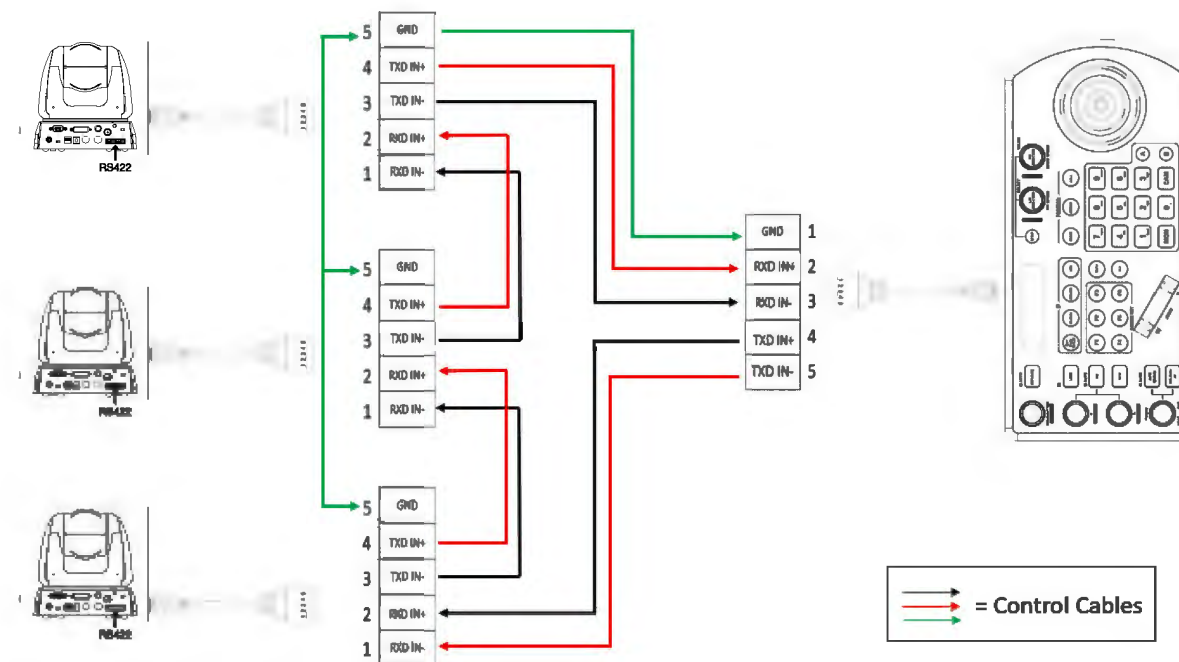 RS422
5 GND
4 TXD IN+
3 TXD IN-
2 RXD IN+
1 RXD IN-
RS422
5 GND
4 TXD IN+
3 TXD IN-
2 RXD IN+
1 RXD IN-
RS422
5 GND
4 TXD IN+
3 TXD IN-
2 RXD IN+
1 RXD IN-
GND 1
RXD IN+ 2
RXD IN- 3
TXD IN+ 4
TXD IN- 5
= Control Cables